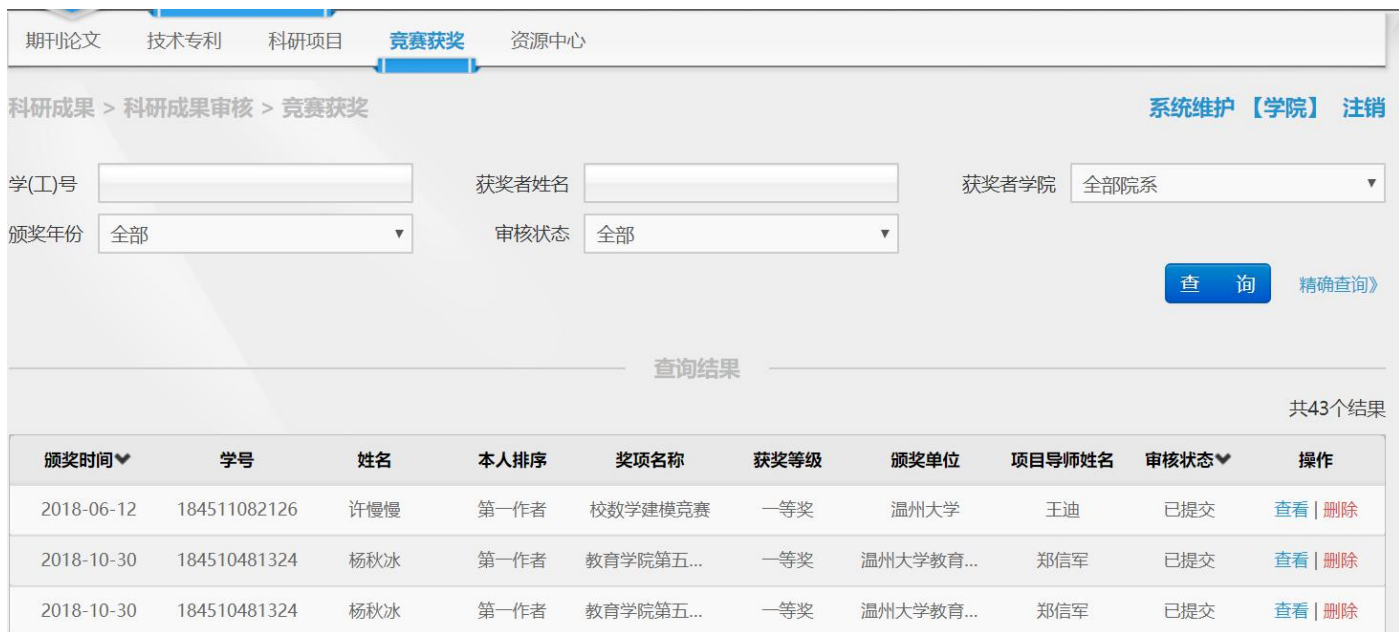 期刊论文 技术专利 科研项目 竞赛获奖 资源中心
科研成果 > 科研成果审核 > 竞赛获奖 系统维护 【学院】 注销
学(工)号 获奖者姓名 获奖者学院 全部院系
颁奖年份 全部 审核状态 全部
查 询 精确查询》
查询结果
共43个结果
颁奖时间 学号 姓名 本人排序 奖项名称 获奖等级 颁奖单位 项目导师姓名 审核状态 操作
2018-06-12 184511082126 许慢慢 第一作者 校数学建模竞赛 一等奖 温州大学 王迪 已提交 查看 | 删除
2018-10-30 184510481324 杨秋冰 第一作者 教育学院第五... 一等奖 温州大学教育... 郑信军 已提交 查看 | 删除
2018-10-30 184510481324 杨秋冰 第一作者 教育学院第五... 一等奖 温州大学教育... 郑信军 已提交 查看 | 删除